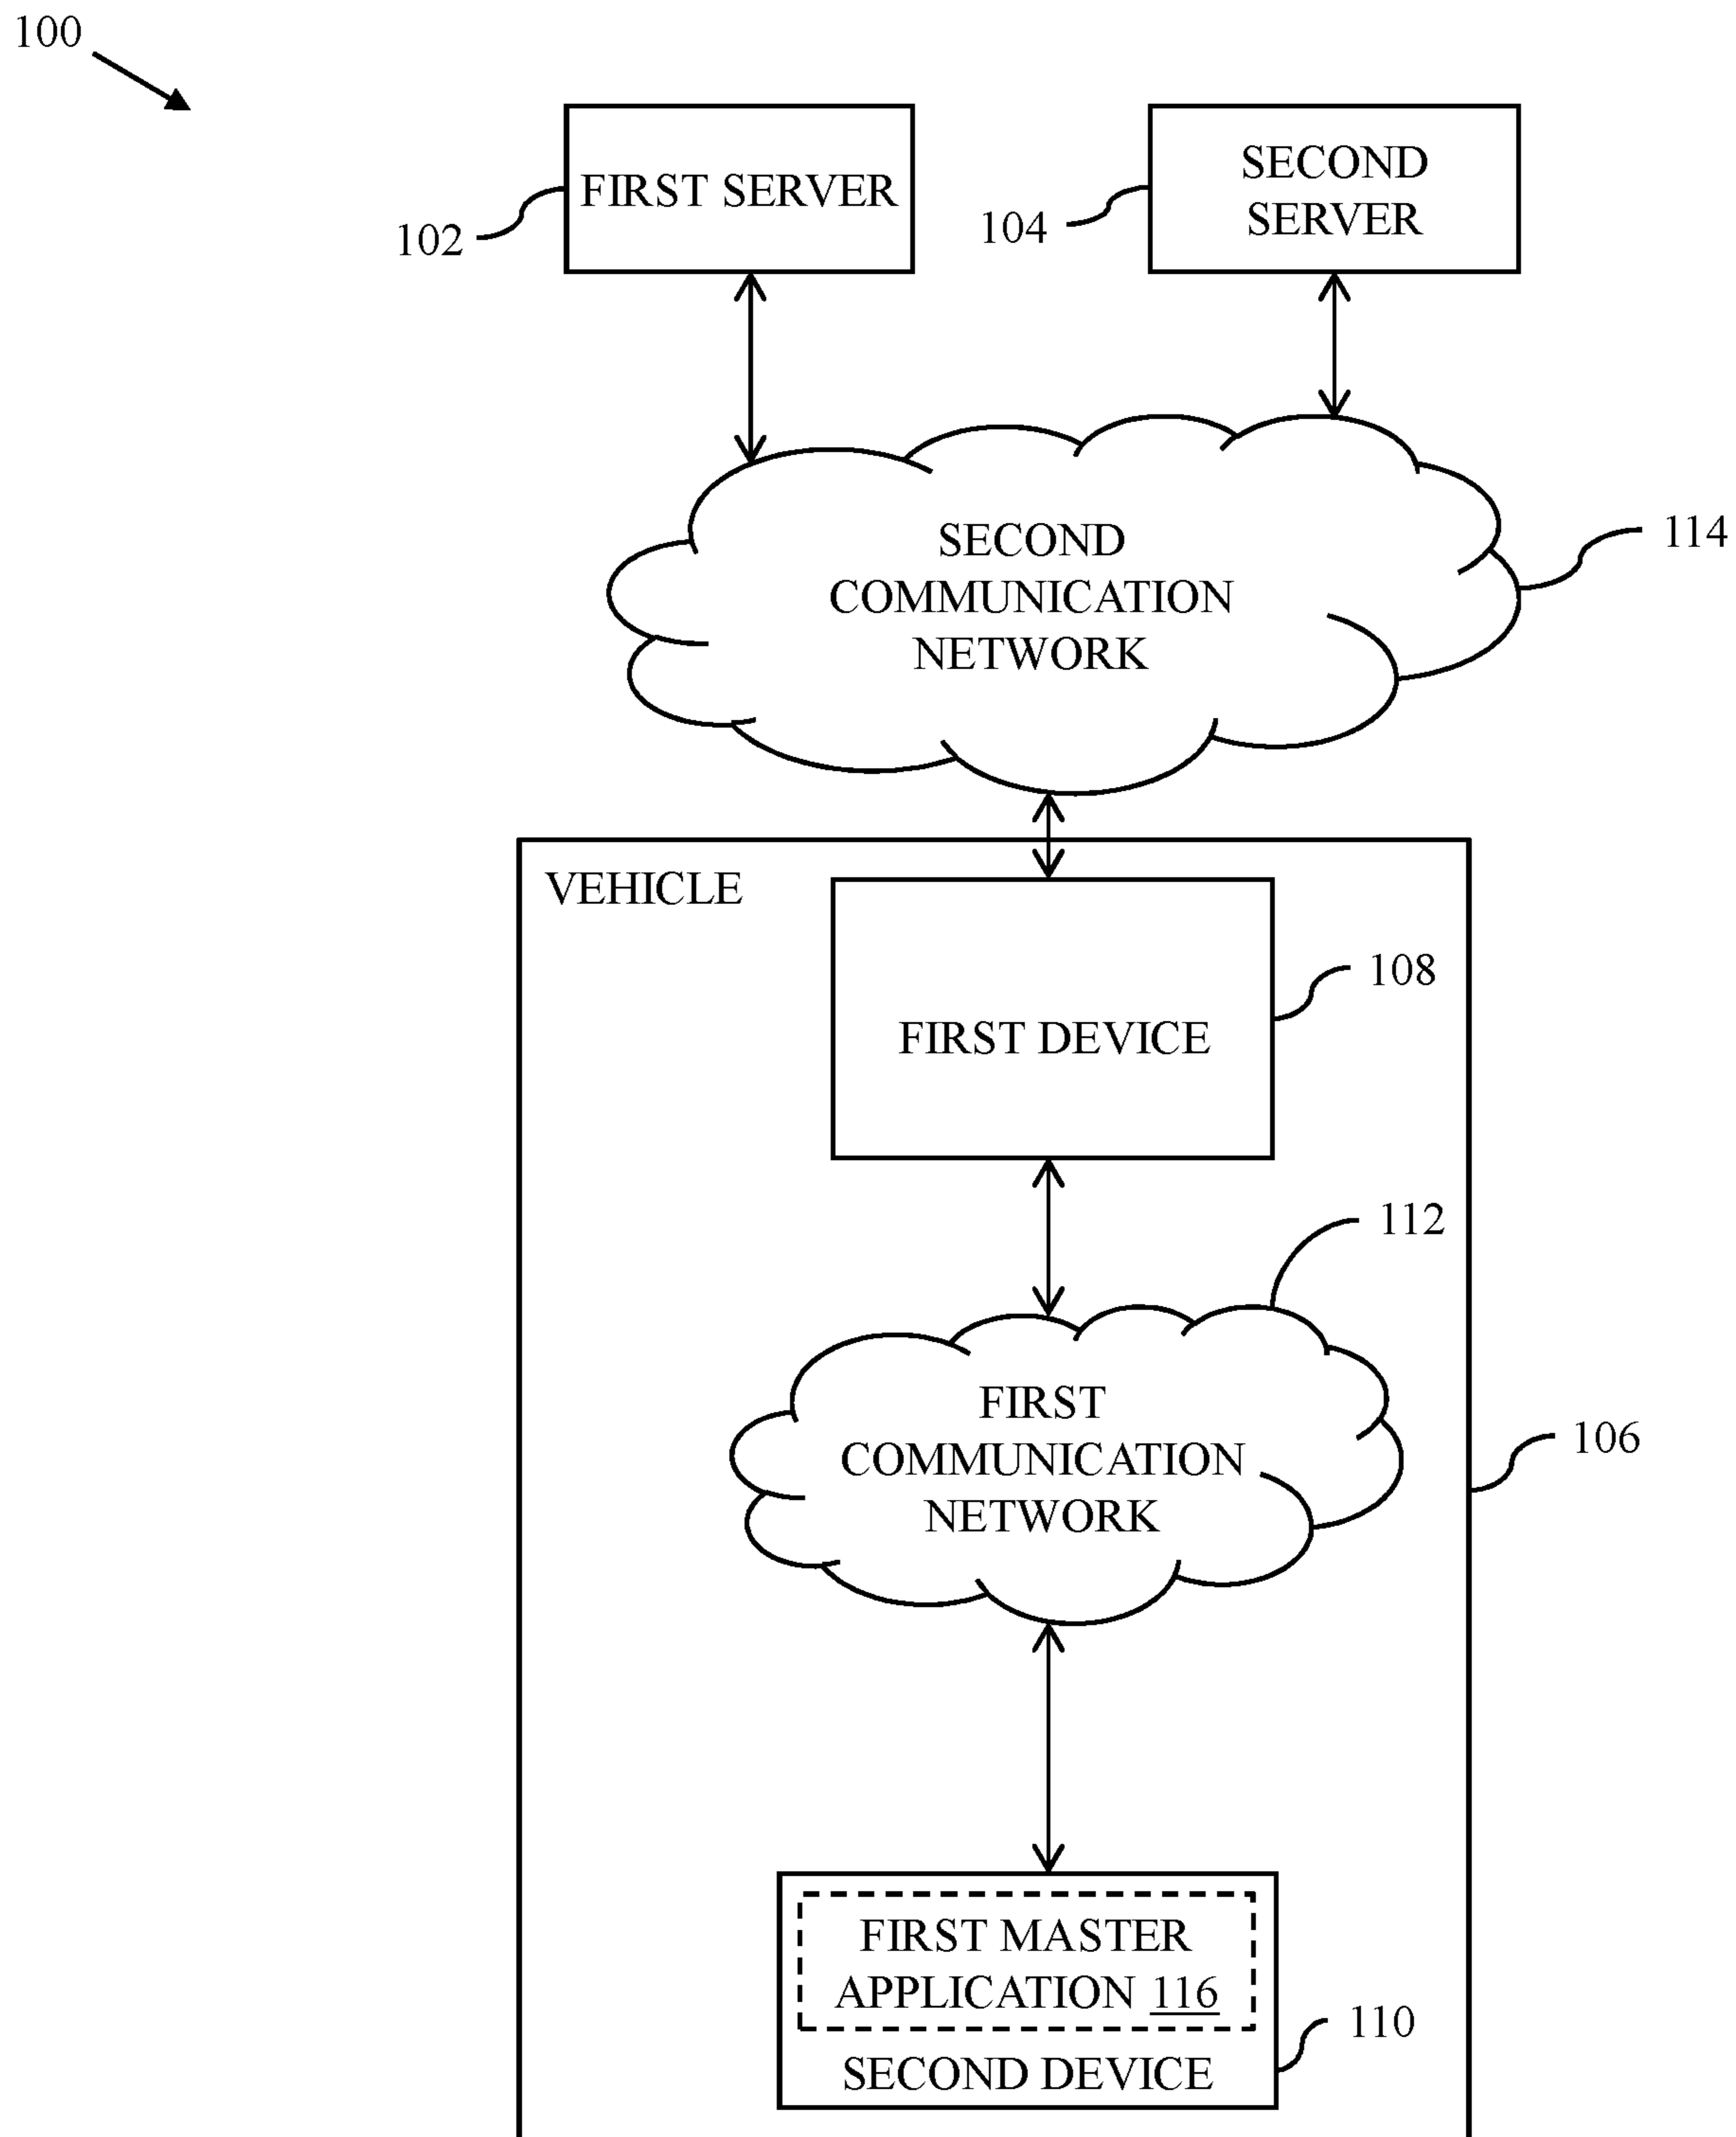 100
FIRST SERVER
102
SECOND
SERVER
104
SECOND
COMMUNICATION
NETWORK
114
VEHICLE
FIRST DEVICE
108
112
FIRST
COMMUNICATION
NETWORK
106
FIRST MASTER
APPLICATION 116
SECOND DEVICE
110